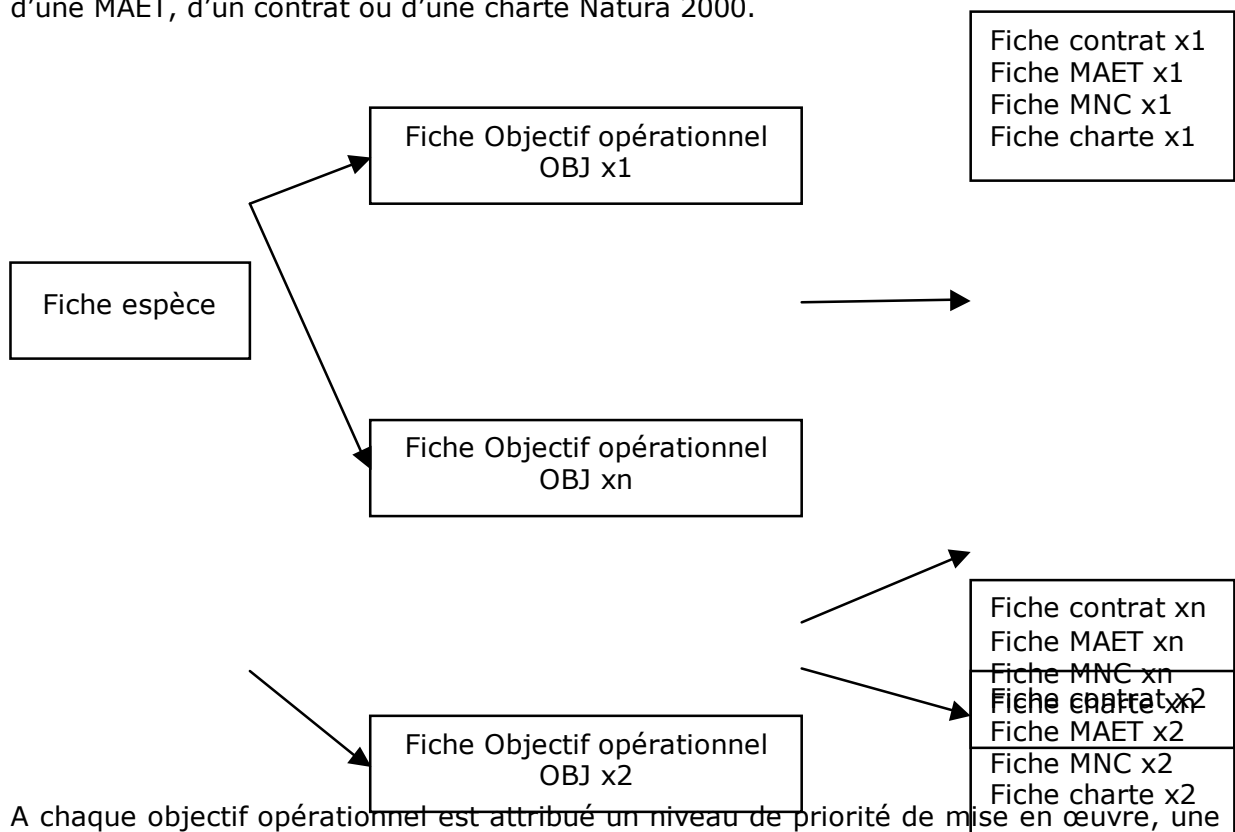 d'une MAET, d'un contrat ou d'une charte Natura 2000.
Fiche contrat x1
Fiche MAET x1
Fiche MNC x1
Fiche charte x1
Fiche Objectif opérationnel
OBJ x1
Fiche espèce
Fiche Objectif opérationnel
OBJ xn
Fiche contrat xn
Fiche MAET xn
Fiche MNC xn
Fiche charte xn
Fiche contrat x2
Fiche MAET x2
Fiche MNC x2
Fiche charte x2
Fiche Objectif opérationnel
OBJ x2
A chaque objectif opérationnel est attribué un niveau de priorité de mise en œuvre, une